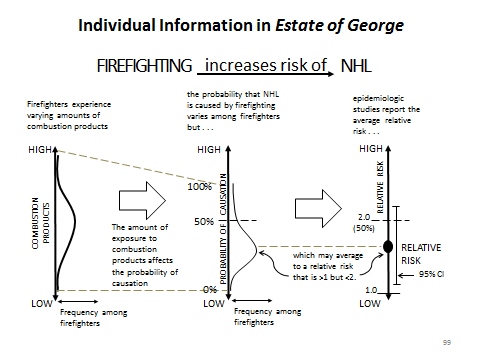 Individual Information in Estate of George
FIREFIGHTING increases risk of NHL
Firefighters experience
varying amounts of
combustion products
the probability that NHL
is caused by firefighting
varies among firefighters
but . . .
epidemiologic
studies report the
average relative
risk . . .
HIGH
HIGH
HIGH
COMBUSTION
PRODUCTS
PROBABILITY OF CAUSATION
RELATIVE RISK
100%
50%
0%
2.0
(50%)
1.0
The amount of
exposure to
combustion
products affects
the probability of
causation
which may average
to a relative risk
that is >1 but <2.
RELATIVE
RISK
95% CI
LOW
LOW
LOW
Frequency among
firefighters
Frequency among
firefighters
99